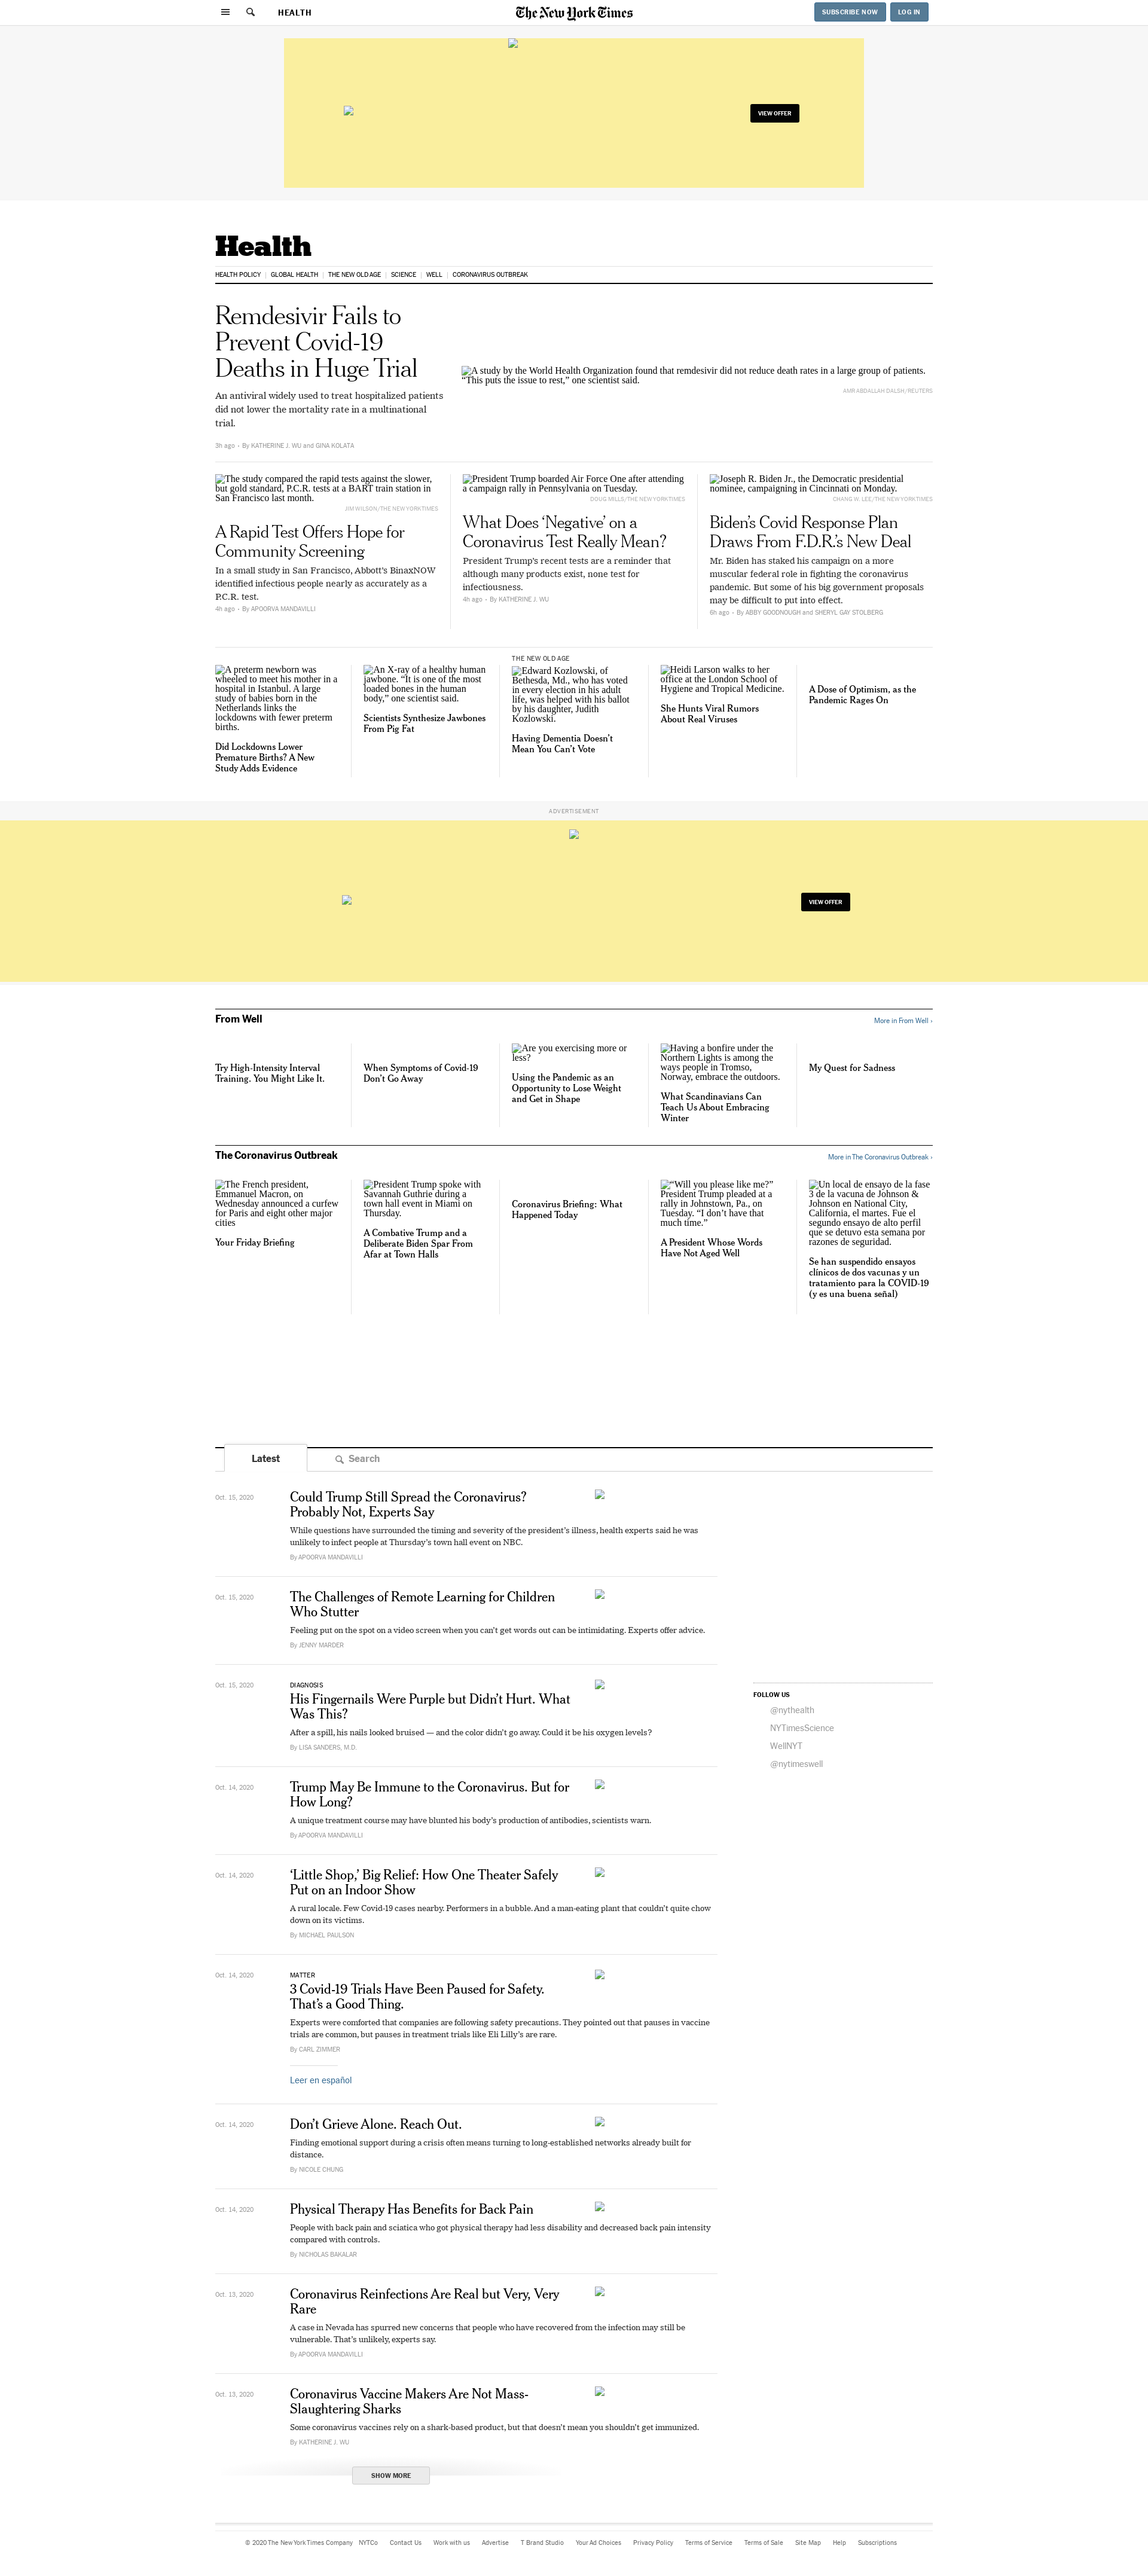 HEALTH
The New York Times
SUBSCRIBE NOW
LOG IN
VIEW OFFER
Health
HEALTH POLICY | GLOBAL HEALTH | THE NEW OLD AGE | SCIENCE | WELL | CORONAVIRUS OUTBREAK
Remdesivir Fails to
Prevent Covid-19
Deaths in Huge Trial
An antiviral widely used to treat hospitalized patients
did not lower the mortality rate in a multinational
trial.
3h ago • By KATHERINE J. WU and GINA KOLATA
A study by the World Health Organization found that remdesivir did not reduce death rates in a large group of patients.
“This puts the issue to rest,” one scientist said.
AMR ABDALLAH DALSH/REUTERS
The study compared the rapid tests against the slower,
but gold standard, P.C.R. tests at a BART train station in
San Francisco last month.
JIM WILSON/THE NEW YORK TIMES
A Rapid Test Offers Hope for
Community Screening
In a small study in San Francisco, Abbott’s BinaxNOW
identified infectious people nearly as accurately as a
P.C.R. test.
4h ago • By APOORVA MANDAVILLI
President Trump boarded Air Force One after attending
a campaign rally in Pennsylvania on Tuesday.
DOUG MILLS/THE NEW YORK TIMES
What Does ‘Negative’ on a
Coronavirus Test Really Mean?
President Trump’s recent tests are a reminder that
although many products exist, none test for
infectiousness.
4h ago • By KATHERINE J. WU
Joseph R. Biden Jr., the Democratic presidential
nominee, campaigning in Cincinnati on Monday.
CHANG W. LEE/THE NEW YORK TIMES
Biden’s Covid Response Plan
Draws From F.D.R.’s New Deal
Mr. Biden has staked his campaign on a more
muscular federal role in fighting the coronavirus
pandemic. But some of his big government proposals
may be difficult to put into effect.
6h ago • By ABBY GOODNOUGH and SHERYL GAY STOLBERG
A preterm newborn was
wheeled to meet his mother in a
hospital in Istanbul. A large
study of babies born in the
Netherlands links the
lockdowns with fewer preterm
births.
Did Lockdowns Lower
Premature Births? A New
Study Adds Evidence
An X-ray of a healthy human
jawbone. “It is one of the most
loaded bones in the human
body,” one scientist said.
Scientists Synthesize Jawbones
From Pig Fat
THE NEW OLD AGE
Edward Kozlowski, of
Bethesda, Md., who has voted
in every election in his adult
life, was helped with his ballot
by his daughter, Judith
Kozlowski.
Having Dementia Doesn’t
Mean You Can’t Vote
Heidi Larson walks to her
office at the London School of
Hygiene and Tropical Medicine.
She Hunts Viral Rumors
About Real Viruses
A Dose of Optimism, as the
Pandemic Rages On
ADVERTISEMENT
VIEW OFFER
From Well
More in From Well ›
Try High-Intensity Interval
Training. You Might Like It.
When Symptoms of Covid-19
Don’t Go Away
Are you exercising more or
less?
Using the Pandemic as an
Opportunity to Lose Weight
and Get in Shape
Having a bonfire under the
Northern Lights is among the
ways people in Tromso,
Norway, embrace the outdoors.
What Scandinavians Can
Teach Us About Embracing
Winter
My Quest for Sadness
The Coronavirus Outbreak
More in The Coronavirus Outbreak ›
The French president,
Emmanuel Macron, on
Wednesday announced a curfew
for Paris and eight other major
cities
Your Friday Briefing
President Trump spoke with
Savannah Guthrie during a
town hall event in Miami on
Thursday.
A Combative Trump and a
Deliberate Biden Spar From
Afar at Town Halls
Coronavirus Briefing: What
Happened Today
“Will you please like me?”
President Trump pleaded at a
rally in Johnstown, Pa., on
Tuesday. “I don’t have that
much time.”
A President Whose Words
Have Not Aged Well
Un local de ensayo de la fase
3 de la vacuna de Johnson &
Johnson en National City,
California, el martes. Fue el
segundo ensayo de alto perfil
que se detuvo esta semana por
razones de seguridad.
Se han suspendido ensayos
clínicos de dos vacunas y un
tratamiento para la COVID-19
(y es una buena señal)
Latest
Search
Oct. 15, 2020
Could Trump Still Spread the Coronavirus?
Probably Not, Experts Say
While questions have surrounded the timing and severity of the president’s illness, health experts said he was
unlikely to infect people at Thursday’s town hall event on NBC.
By APOORVA MANDAVILLI
Oct. 15, 2020
The Challenges of Remote Learning for Children
Who Stutter
Feeling put on the spot on a video screen when you can’t get words out can be intimidating. Experts offer advice.
By JENNY MARDER
Oct. 15, 2020
DIAGNOSIS
His Fingernails Were Purple but Didn’t Hurt. What
Was This?
After a spill, his nails looked bruised — and the color didn’t go away. Could it be his oxygen levels?
By LISA SANDERS, M.D.
FOLLOW US
@nythealth
NYTimesScience
WellNYT
@nytimeswell
Oct. 14, 2020
Trump May Be Immune to the Coronavirus. But for
How Long?
A unique treatment course may have blunted his body’s production of antibodies, scientists warn.
By APOORVA MANDAVILLI
Oct. 14, 2020
‘Little Shop,’ Big Relief: How One Theater Safely
Put on an Indoor Show
A rural locale. Few Covid-19 cases nearby. Performers in a bubble. And a man-eating plant that couldn’t quite chow
down on its victims.
By MICHAEL PAULSON
Oct. 14, 2020
MATTER
3 Covid-19 Trials Have Been Paused for Safety.
That’s a Good Thing.
Experts were comforted that companies are following safety precautions. They pointed out that pauses in vaccine
trials are common, but pauses in treatment trials like Eli Lilly’s are rare.
By CARL ZIMMER
Leer en español
Oct. 14, 2020
Don’t Grieve Alone. Reach Out.
Finding emotional support during a crisis often means turning to long-established networks already built for
distance.
By NICOLE CHUNG
Oct. 14, 2020
Physical Therapy Has Benefits for Back Pain
People with back pain and sciatica who got physical therapy had less disability and decreased back pain intensity
compared with controls.
By NICHOLAS BAKALAR
Oct. 13, 2020
Coronavirus Reinfections Are Real but Very, Very
Rare
A case in Nevada has spurred new concerns that people who have recovered from the infection may still be
vulnerable. That’s unlikely, experts say.
By APOORVA MANDAVILLI
Oct. 13, 2020
Coronavirus Vaccine Makers Are Not Mass-
Slaughtering Sharks
Some coronavirus vaccines rely on a shark-based product, but that doesn’t mean you shouldn’t get immunized.
By KATHERINE J. WU
SHOW MORE
© 2020 The New York Times Company NYTCo Contact Us Work with us Advertise T Brand Studio Your Ad Choices Privacy Policy Terms of Service Terms of Sale Site Map Help Subscriptions